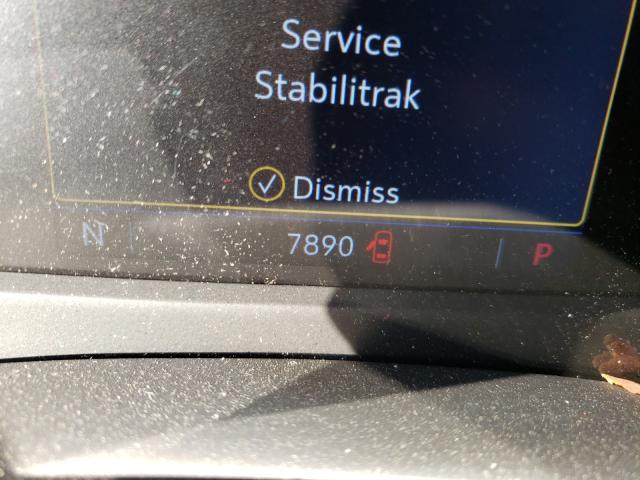 Service
Stabilitrak
Dismiss
N 7890 P